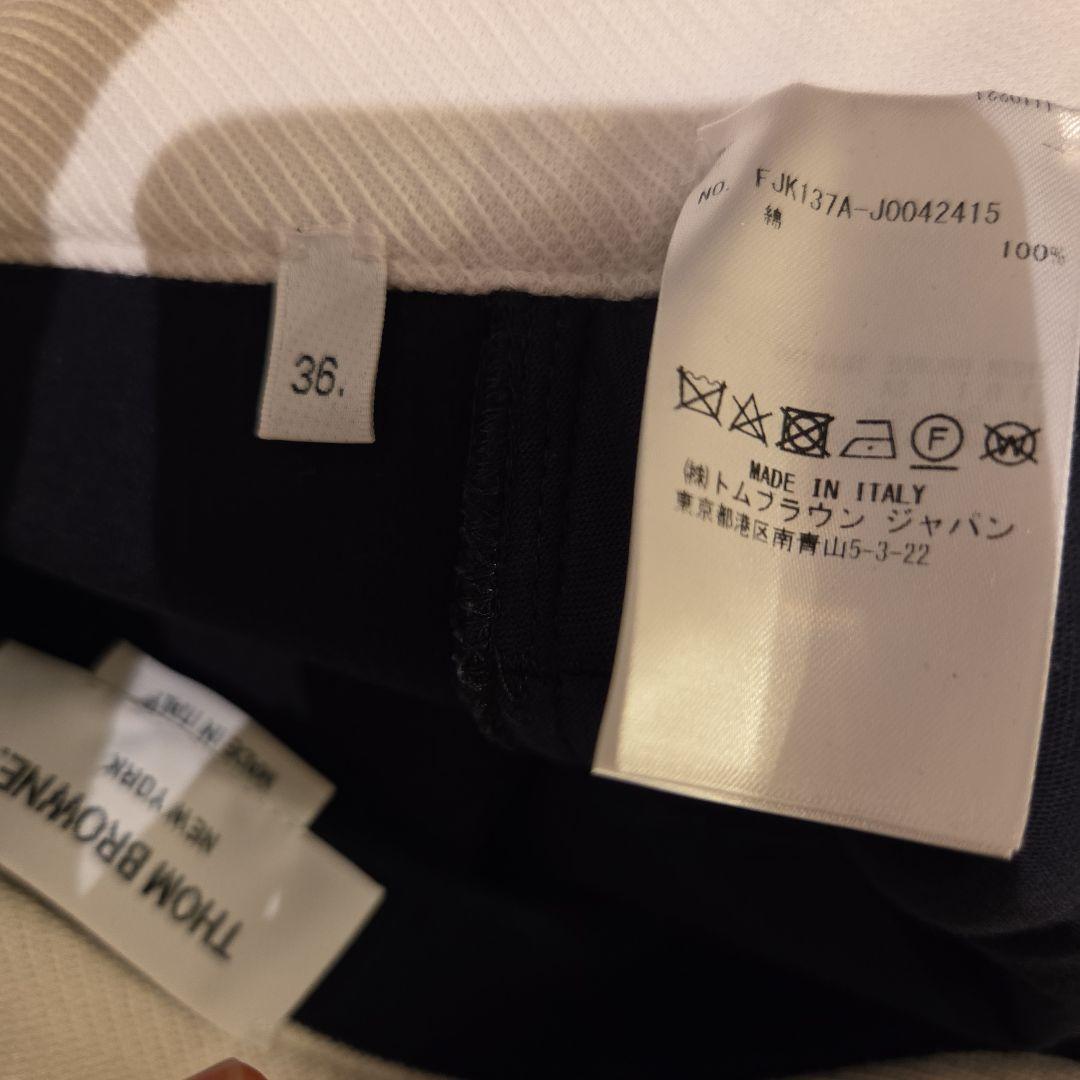 NO. FJK137A-J0042415
綿 100%
F W
MADE IN ITALY
(株)トムブラウン ジャパン
東京都港区南青山5-3-22
36.
THOM BROWNE.
NEW YORK
MADE IN ITALY